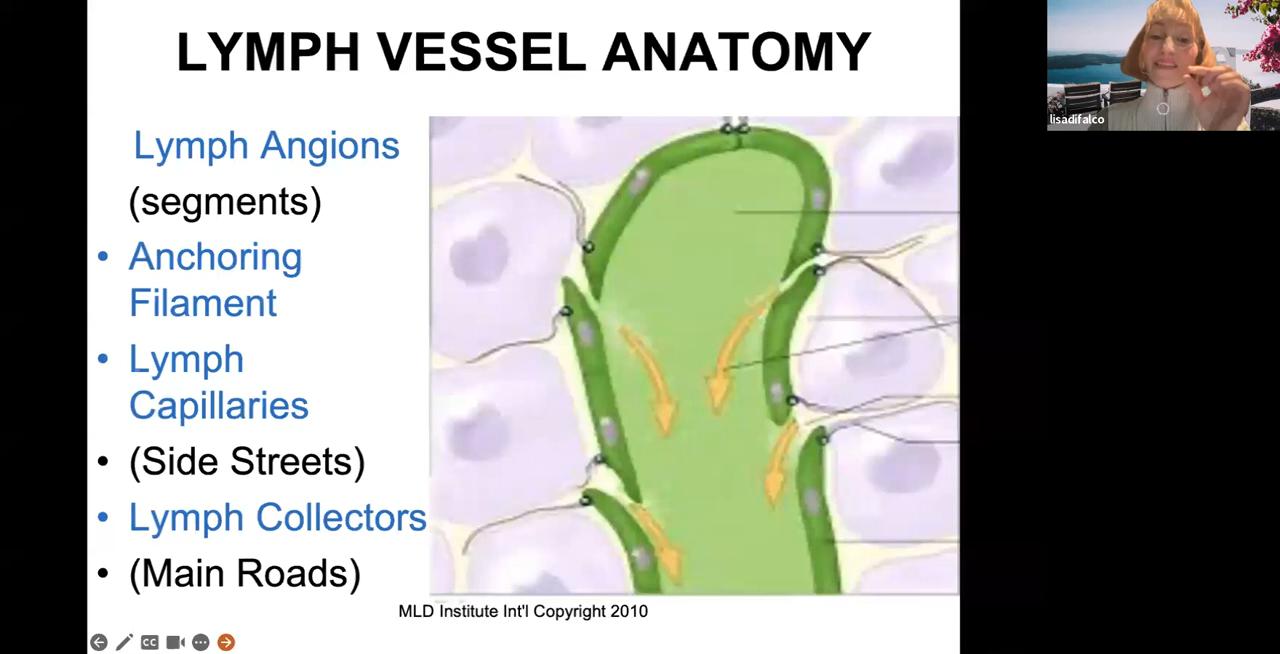 LYMPH VESSEL ANATOMY
lisadifalco
Lymph Angions
(segments)
• Anchoring
Filament
• Lymph
Capillaries
• (Side Streets)
• Lymph Collectors
• (Main Roads)
MLD Institute Int'l Copyright 2010
CC